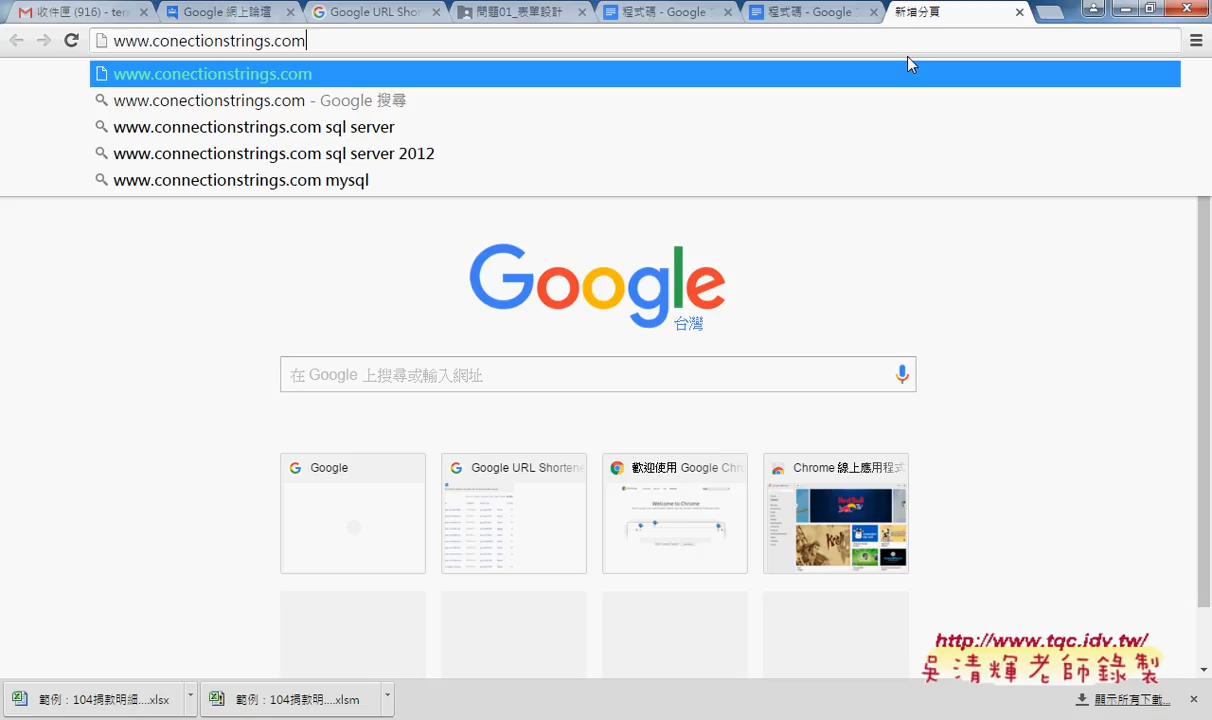 收件匣 (916) - ter
Google 網上論壇
Google URL Shor
問題01_表單設計
程式碼 - Google
程式碼 - Google
新增分頁
www.conectionstrings.com
www.conectionstrings.com
www.conectionstrings.com - Google 搜尋
www.connectionstrings.com sql server
www.connectionstrings.com sql server 2012
www.connectionstrings.com mysql
Google
台灣
在 Google 上搜尋或輸入網址
Google
Google URL Shortene
歡迎使用 Google Chr
Chrome 線上應用程式
Welcome to Chrome
http://www.tqc.idv.tw/
吳清輝老師錄製
範例：104捐款明細....xlsx
範例：104捐款明....xlsm
顯示所有下載...